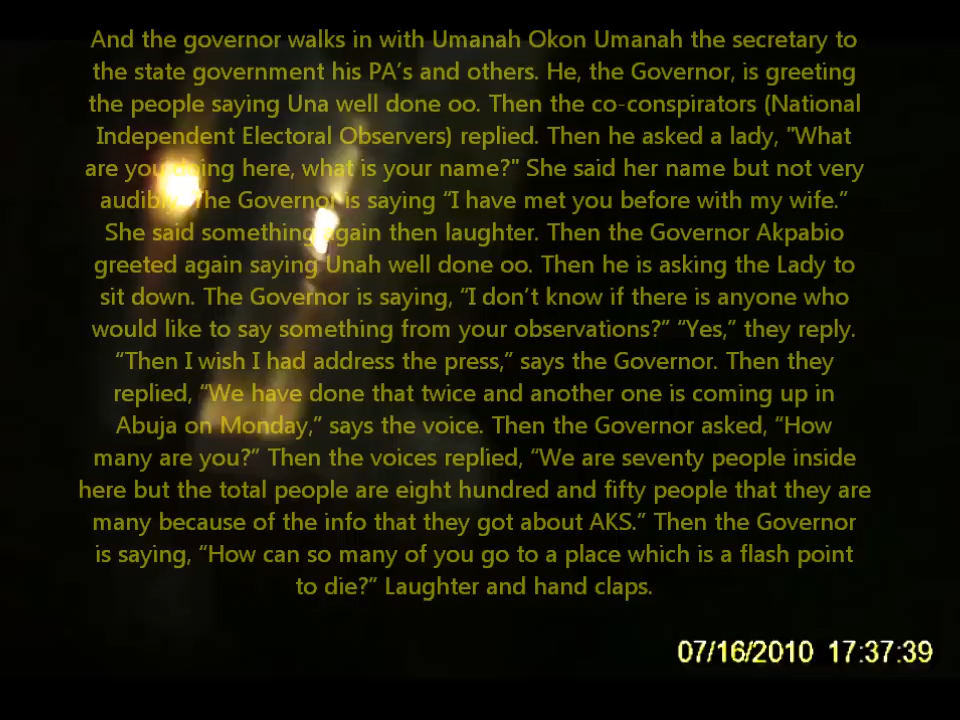 And the governor walks in with Umanah Okon Umanah the secretary to
the state government his PA’s and others. He, the Governor, is greeting
the people saying Una well done oo. Then the co-conspirators (National
Independent Electoral Observers) replied. Then he asked a lady, "What
are you doing here, what is your name?" She said her name but not very
audibly. The Governor is saying “I have met you before with my wife.”
She said something again then laughter. Then the Governor Akpabio
greeted again saying Unah well done oo. Then he is asking the Lady to
sit down. The Governor is saying, “I don’t know if there is anyone who
would like to say something from your observations?” “Yes,” they reply.
“Then I wish I had address the press,” says the Governor. Then they
replied, “We have done that twice and another one is coming up in
Abuja on Monday,” says the voice. Then the Governor asked, “How
many are you?” Then the voices replied, “We are seventy people inside
here but the total people are eight hundred and fifty people that they are
many because of the info that they got about AKS.” Then the Governor
is saying, “How can so many of you go to a place which is a flash point
to die?” Laughter and hand claps.
07/16/2010 17:37:39